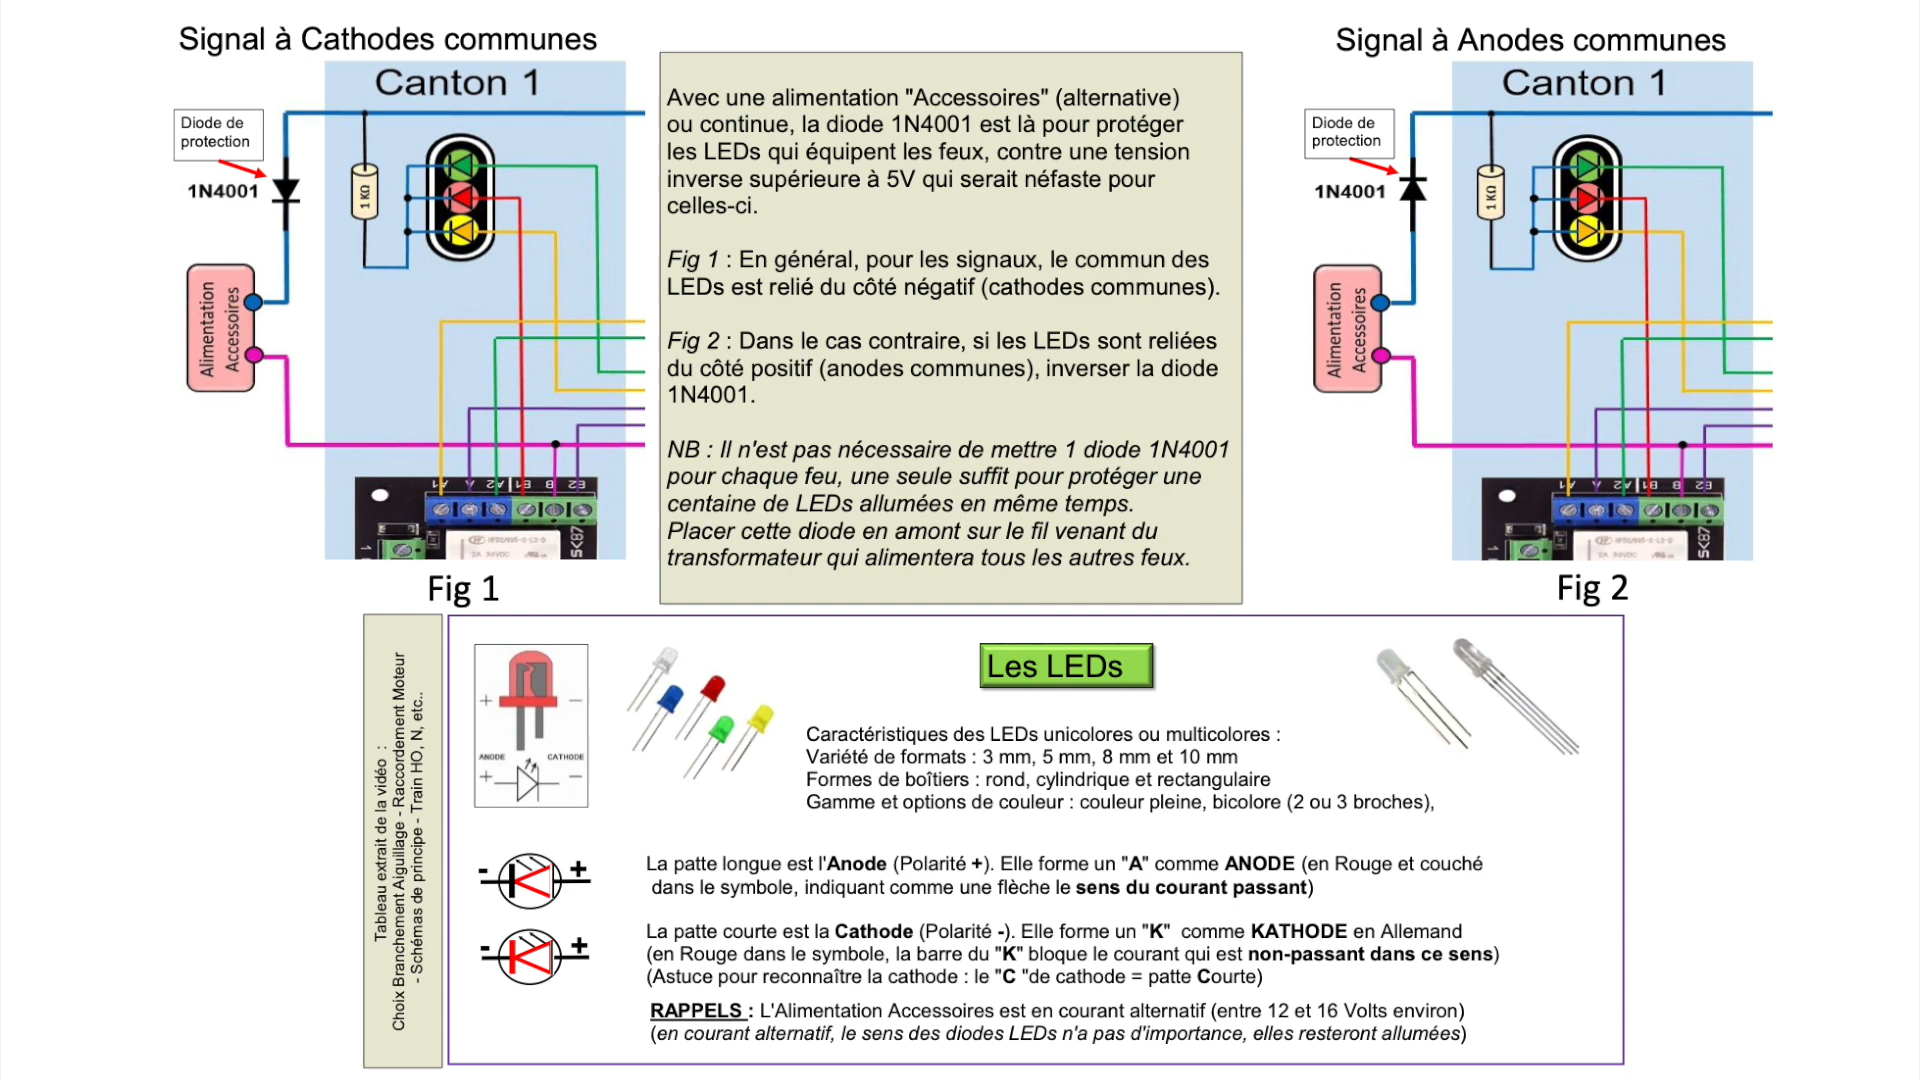 Signal à Cathodes communes
Canton 1
Diode de
protection
1N4001
1 KΩ
Alimentation
Accessoires
A1
A
A2
B1
B
B2
2A 30VDC
Fig 1
Avec une alimentation "Accessoires" (alternative)
ou continue, la diode 1N4001 est là pour protéger
les LEDs qui équipent les feux, contre une tension
inverse supérieure à 5V qui serait néfaste pour
celles-ci.
Fig 1 : En général, pour les signaux, le commun des
LEDs est relié du côté négatif (cathodes communes).
Fig 2 : Dans le cas contraire, si les LEDs sont reliées
du côté positif (anodes communes), inverser la diode
1N4001.
NB : Il n'est pas nécessaire de mettre 1 diode 1N4001
pour chaque feu, une seule suffit pour protéger une
centaine de LEDs allumées en même temps.
Placer cette diode en amont sur le fil venant du
transformateur qui alimentera tous les autres feux.
Signal à Anodes communes
Canton 1
Diode de
protection
1N4001
1 KΩ
Alimentation
Accessoires
A1
A
A2
B1
B
B2
2A 30VDC
Fig 2
Tableau extrait de la vidéo :
Choix Branchement Aiguillage - Raccordement Moteur
- Schémas de principe - Train HO, N, etc..
Les LEDs
+ -
ANODE CATHODE
+ -
Caractéristiques des LEDs unicolores ou multicolores :
Variété de formats : 3 mm, 5 mm, 8 mm et 10 mm
Formes de boîtiers : rond, cylindrique et rectangulaire
Gamme et options de couleur : couleur pleine, bicolore (2 ou 3 broches),
- +
La patte longue est l'Anode (Polarité +). Elle forme un "A" comme ANODE (en Rouge et couché
dans le symbole, indiquant comme une flèche le sens du courant passant)
- +
La patte courte est la Cathode (Polarité -). Elle forme un "K" comme KATHODE en Allemand
(en Rouge dans le symbole, la barre du "K" bloque le courant qui est non-passant dans ce sens)
(Astuce pour reconnaître la cathode : le "C "de cathode = patte Courte)
RAPPELS : L'Alimentation Accessoires est en courant alternatif (entre 12 et 16 Volts environ)
(en courant alternatif, le sens des diodes LEDs n'a pas d'importance, elles resteront allumées)